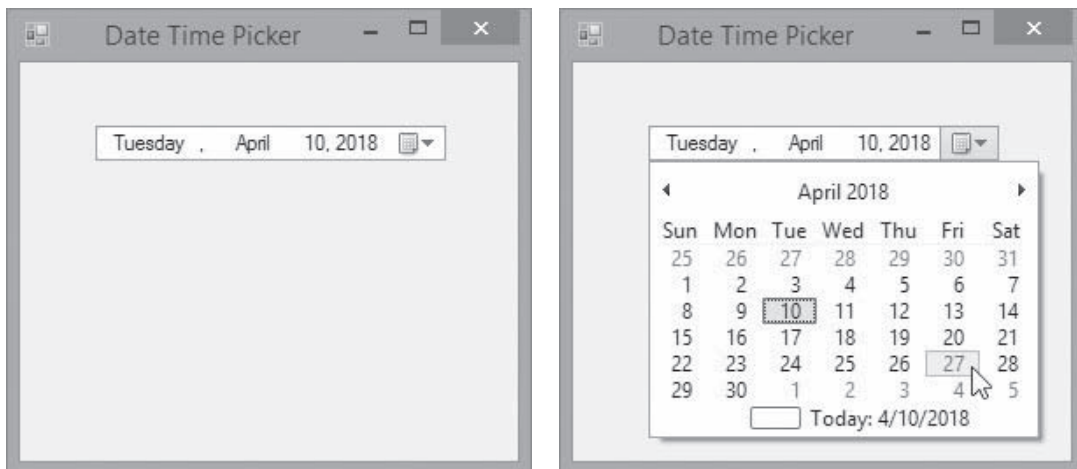 Date Time Picker
Tuesday , April 10, 2018
Date Time Picker
Tuesday , April 10, 2018
April 2018
Sun Mon Tue Wed Thu Fri Sat
25 26 27 28 29 30 31
1 2 3 4 5 6 7
8 9 10 11 12 13 14
15 16 17 18 19 20 21
22 23 24 25 26 27 28
29 30 1 2 3 4 5
Today: 4/10/2018